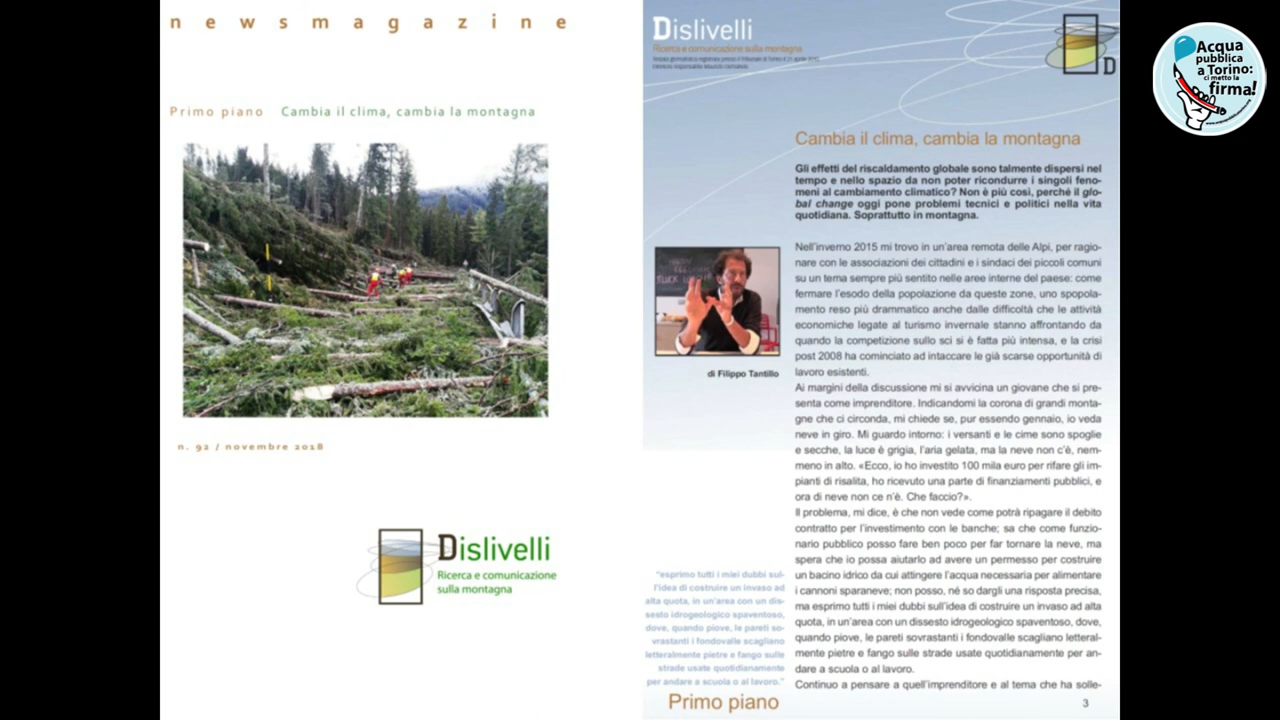 newsmagazine
Primo piano Cambia il clima, cambia la montagna
n. 92 / novembre 2018
Dislivelli
Ricerca e comunicazione
sulla montagna
Dislivelli
Ricerca e comunicazione sulla montagna
D
Cambia il clima, cambia la montagna
Gli effetti del riscaldamento globale sono talmente dispersi nel
tempo e nello spazio da non poter ricondurre i singoli feno-
meni al cambiamento climatico? Non è più così, perché il glo-
bal change oggi pone problemi tecnici e politici nella vita
quotidiana. Soprattutto in montagna.
di Filippo Tantillo
Nell'inverno 2015 mi trovo in un'area remota delle Alpi, per ragio-
nare con le associazioni dei cittadini e i sindaci dei piccoli comuni
su un tema sempre più sentito nelle aree interne del paese: come
fermare l'esodo della popolazione da queste zone, uno spopola-
mento reso più drammatico anche dalle difficoltà che le attività
economiche legate al turismo invernale stanno affrontando da
quando la competizione sullo sci si è fatta più intensa, e la crisi
post 2008 ha cominciato ad intaccare le già scarse opportunità di
lavoro esistenti.
Ai margini della discussione mi si avvicina un giovane che si pre-
senta come imprenditore. Indicandomi la corona di grandi monta-
gne che ci circonda, mi chiede se, pur essendo gennaio, io veda
neve in giro. Mi guardo intorno: i versanti e le cime sono spoglie
e secche, la luce è grigia, l'aria gelata, ma la neve non c'è, nem-
meno in alto. «Ecco, io ho investito 100 mila euro per rifare gli im-
pianti di risalita, ho ricevuto una parte di finanziamenti pubblici, e
ora di neve non ce n'è. Che faccio?».
Il problema, mi dice, è che non vede come potrà ripagare il debito
contratto per l'investimento con le banche; sa che come funzio-
nario pubblico posso fare ben poco per far tornare la neve, ma
spera che io possa aiutarlo ad avere un permesso per costruire
un bacino idrico da cui attingere l'acqua necessaria per alimentare
i cannoni sparaneve; non posso, né so dargli una risposta precisa,
ma esprimo tutti i miei dubbi sull'idea di costruire un invaso ad alta
quota, in un'area con un dissesto idrogeologico spaventoso, dove,
quando piove, le pareti sovrastanti i fondovalle scagliano letteral-
mente pietre e fango sulle strade usate quotidianamente per an-
dare a scuola o al lavoro.
Continuo a pensare a quell'imprenditore e al tema che ha solle-
"esprimo tutti i miei dubbi sul-
l'idea di costruire un invaso ad
alta quota, in un'area con un dis-
sesto idrogeologico spaventoso,
dove, quando piove, le pareti so-
vrastanti i fondovalle scagliano
letteralmente pietre e fango sulle
strade usate quotidianamente
per andare a scuola o al lavoro."
Primo piano
3
Acqua
pubblica
a Torino:
ci metto la
firma!